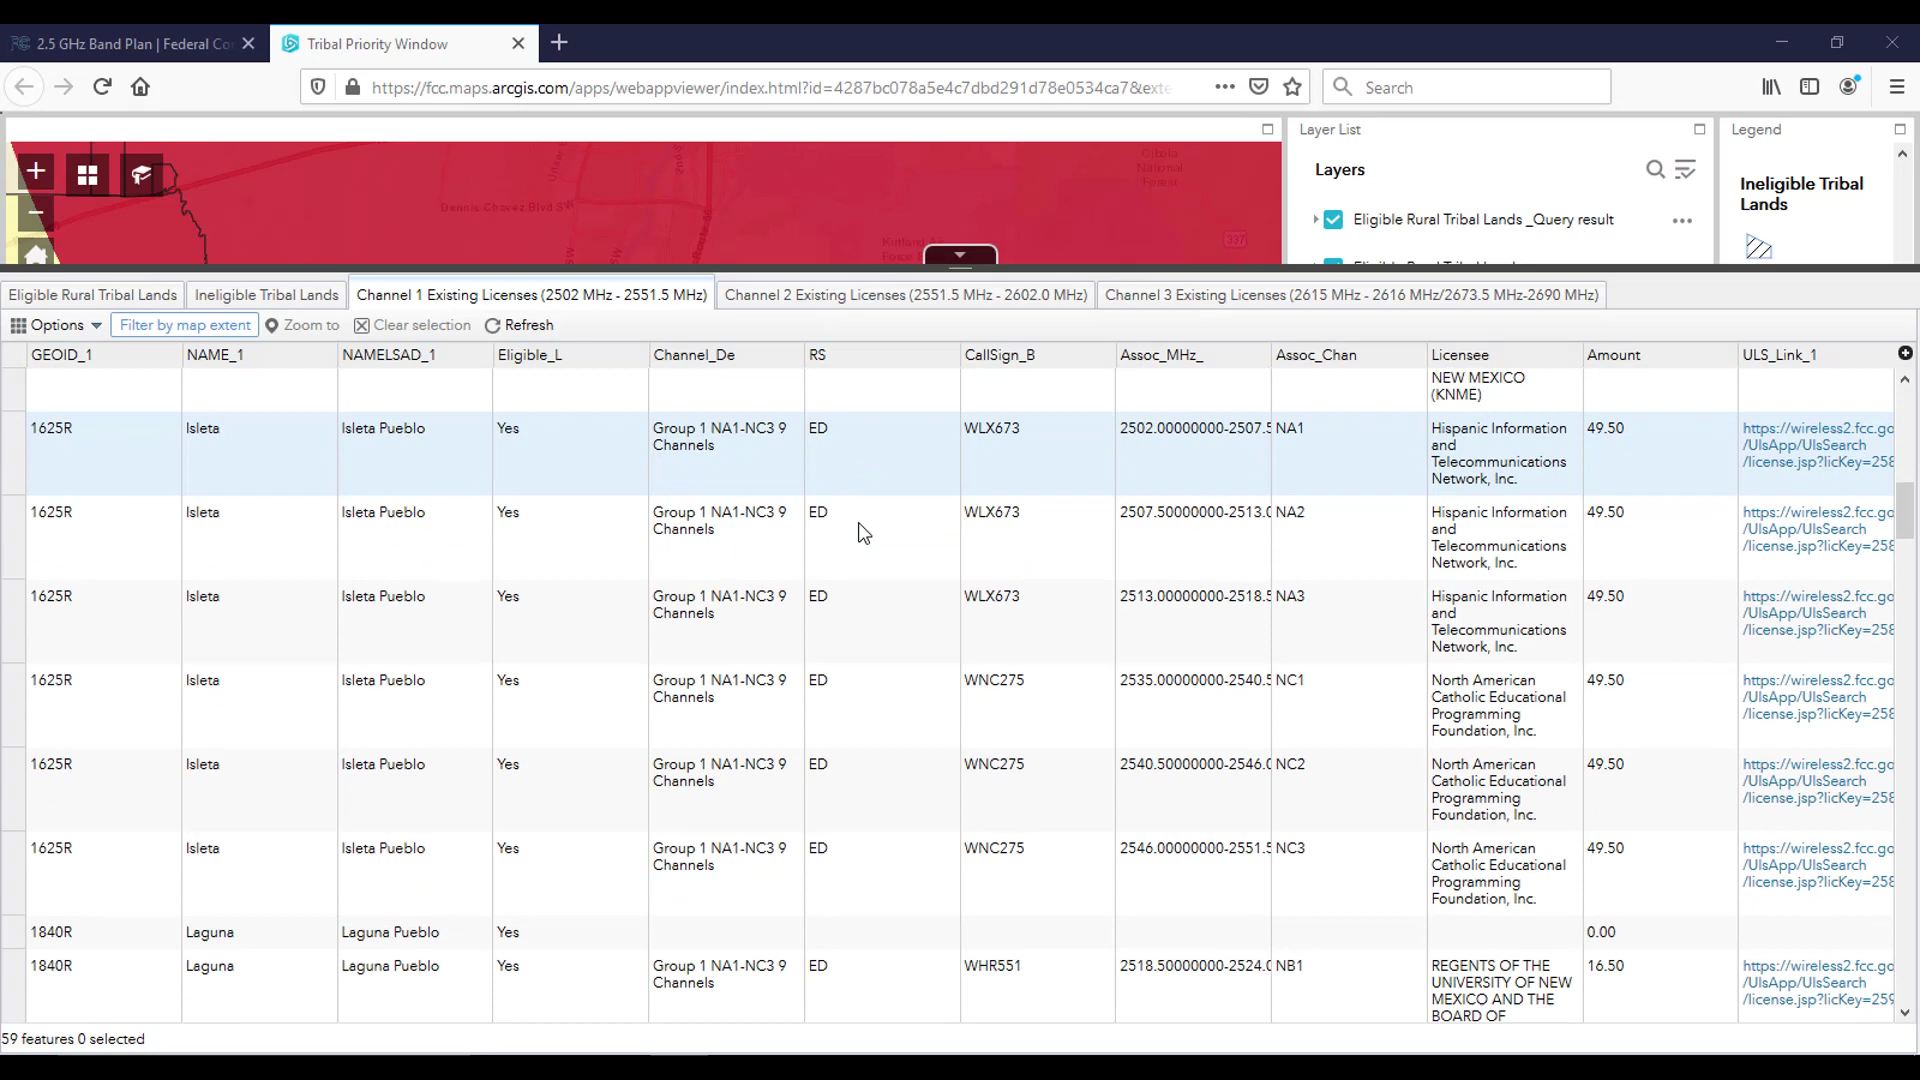 2.5 GHz Band Plan | Federal Co
Tribal Priority Window
https://fcc.maps.arcgis.com/apps/webappviewer/index.html?id=4287bc078a5e4c7dbd291d78e0534ca7&exte
Search
Dennis Chavez Blvd SW
Cibola
National
Forest
337
Layer List
Layers
Eligible Rural Tribal Lands _Query result
Legend
Ineligible Tribal
Lands
Eligible Rural Tribal Lands
Ineligible Tribal Lands
Channel 1 Existing Licenses (2502 MHz - 2551.5 MHz)
Channel 2 Existing Licenses (2551.5 MHz - 2602.0 MHz)
Channel 3 Existing Licenses (2615 MHz - 2616 MHz/2673.5 MHz-2690 MHz)
Options
Filter by map extent
Zoom to
Clear selection
Refresh
GEOID_1 NAME_1 NAMELSAD_1 Eligible_L Channel_De RS CallSign_B Assoc_MHz_ Assoc_Chan Licensee Amount ULS_Link_1
NEW MEXICO
(KNME)
1625R Isleta Isleta Pueblo Yes Group 1 NA1-NC3 9 ED WLX673 2502.00000000-2507.5 NA1 Hispanic Information 49.50 https://wireless2.fcc.go
Channels and /UlsApp/UlsSearch
Telecommunications /license.jsp?licKey=258
Network, Inc.
1625R Isleta Isleta Pueblo Yes Group 1 NA1-NC3 9 ED WLX673 2507.50000000-2513.0 NA2 Hispanic Information 49.50 https://wireless2.fcc.go
Channels and /UlsApp/UlsSearch
Telecommunications /license.jsp?licKey=258
Network, Inc.
1625R Isleta Isleta Pueblo Yes Group 1 NA1-NC3 9 ED WLX673 2513.00000000-2518.5 NA3 Hispanic Information 49.50 https://wireless2.fcc.go
Channels and /UlsApp/UlsSearch
Telecommunications /license.jsp?licKey=258
Network, Inc.
1625R Isleta Isleta Pueblo Yes Group 1 NA1-NC3 9 ED WNC275 2535.00000000-2540.5 NC1 North American 49.50 https://wireless2.fcc.go
Channels Catholic Educational /UlsApp/UlsSearch
Programming /license.jsp?licKey=258
Foundation, Inc.
1625R Isleta Isleta Pueblo Yes Group 1 NA1-NC3 9 ED WNC275 2540.50000000-2546.0 NC2 North American 49.50 https://wireless2.fcc.go
Channels Catholic Educational /UlsApp/UlsSearch
Programming /license.jsp?licKey=258
Foundation, Inc.
1625R Isleta Isleta Pueblo Yes Group 1 NA1-NC3 9 ED WNC275 2546.00000000-2551.5 NC3 North American 49.50 https://wireless2.fcc.go
Channels Catholic Educational /UlsApp/UlsSearch
Programming /license.jsp?licKey=258
Foundation, Inc.
1840R Laguna Laguna Pueblo Yes 0.00
1840R Laguna Laguna Pueblo Yes Group 1 NA1-NC3 9 ED WHR551 2518.50000000-2524.0 NB1 REGENTS OF THE 16.50 https://wireless2.fcc.go
Channels UNIVERSITY OF NEW /UlsApp/UlsSearch
MEXICO AND THE /license.jsp?licKey=259
BOARD OF
59 features 0 selected